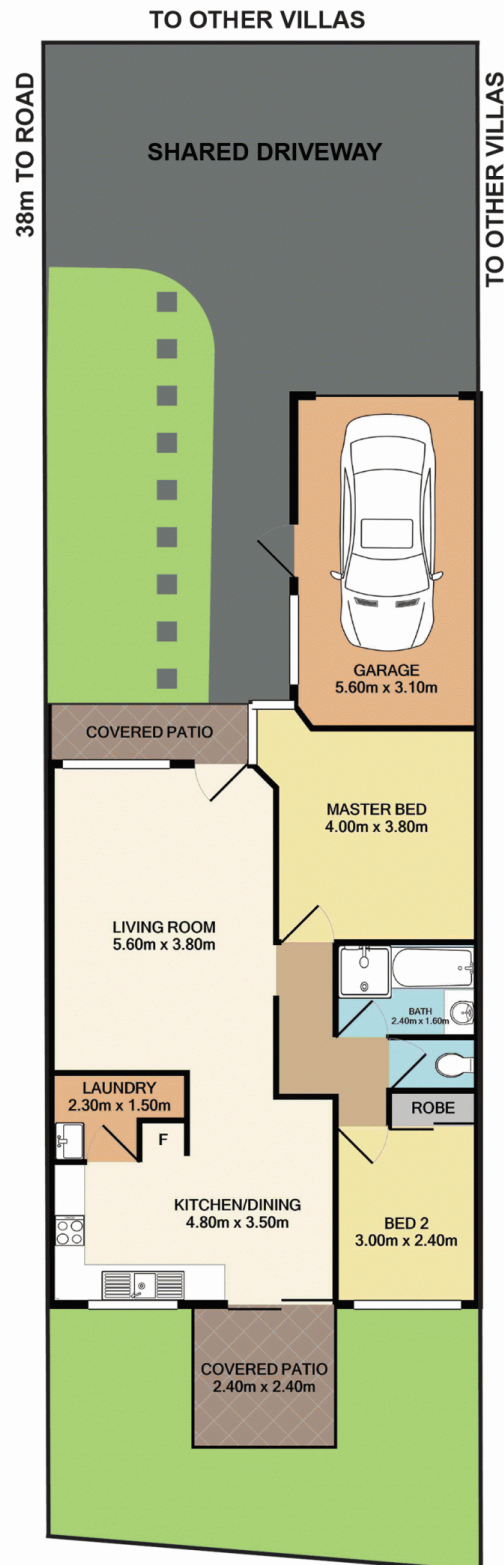 TO OTHER VILLAS
38m TO ROAD
TO OTHER VILLAS
SHARED DRIVEWAY
GARAGE
5.60m x 3.10m
COVERED PATIO
MASTER BED
4.00m x 3.80m
LIVING ROOM
5.60m x 3.80m
BATH
2.40m x 1.60m
LAUNDRY
2.30m x 1.50m
ROBE
F
KITCHEN/DINING
4.80m x 3.50m
BED 2
3.00m x 2.40m
COVERED PATIO
2.40m x 2.40m